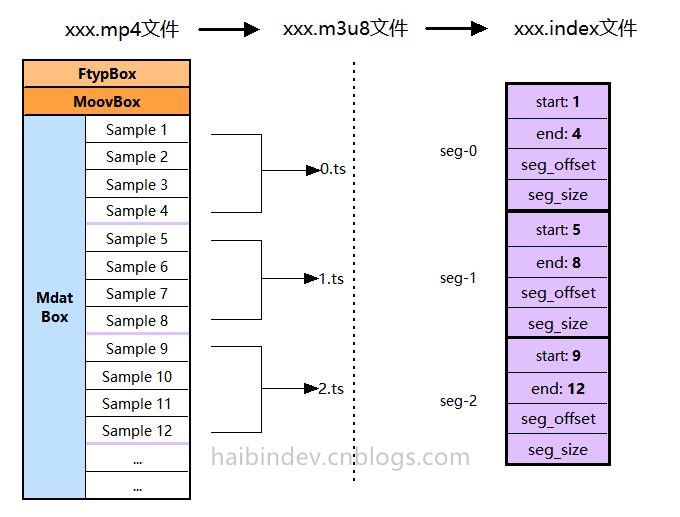 xxx.mp4文件
xxx.m3u8文件
xxx.index文件
FtypBox
MoovBox
Mdat
Box
Sample 1
Sample 2
Sample 3
Sample 4
Sample 5
Sample 6
Sample 7
Sample 8
Sample 9
Sample 10
Sample 11
Sample 12
...
...
0.ts
1.ts
2.ts
seg-0
start: 1
end: 4
seg_offset
seg_size
seg-1
start: 5
end: 8
seg_offset
seg_size
seg-2
start: 9
end: 12
seg_offset
seg_size
haibindev.cnblogs.com